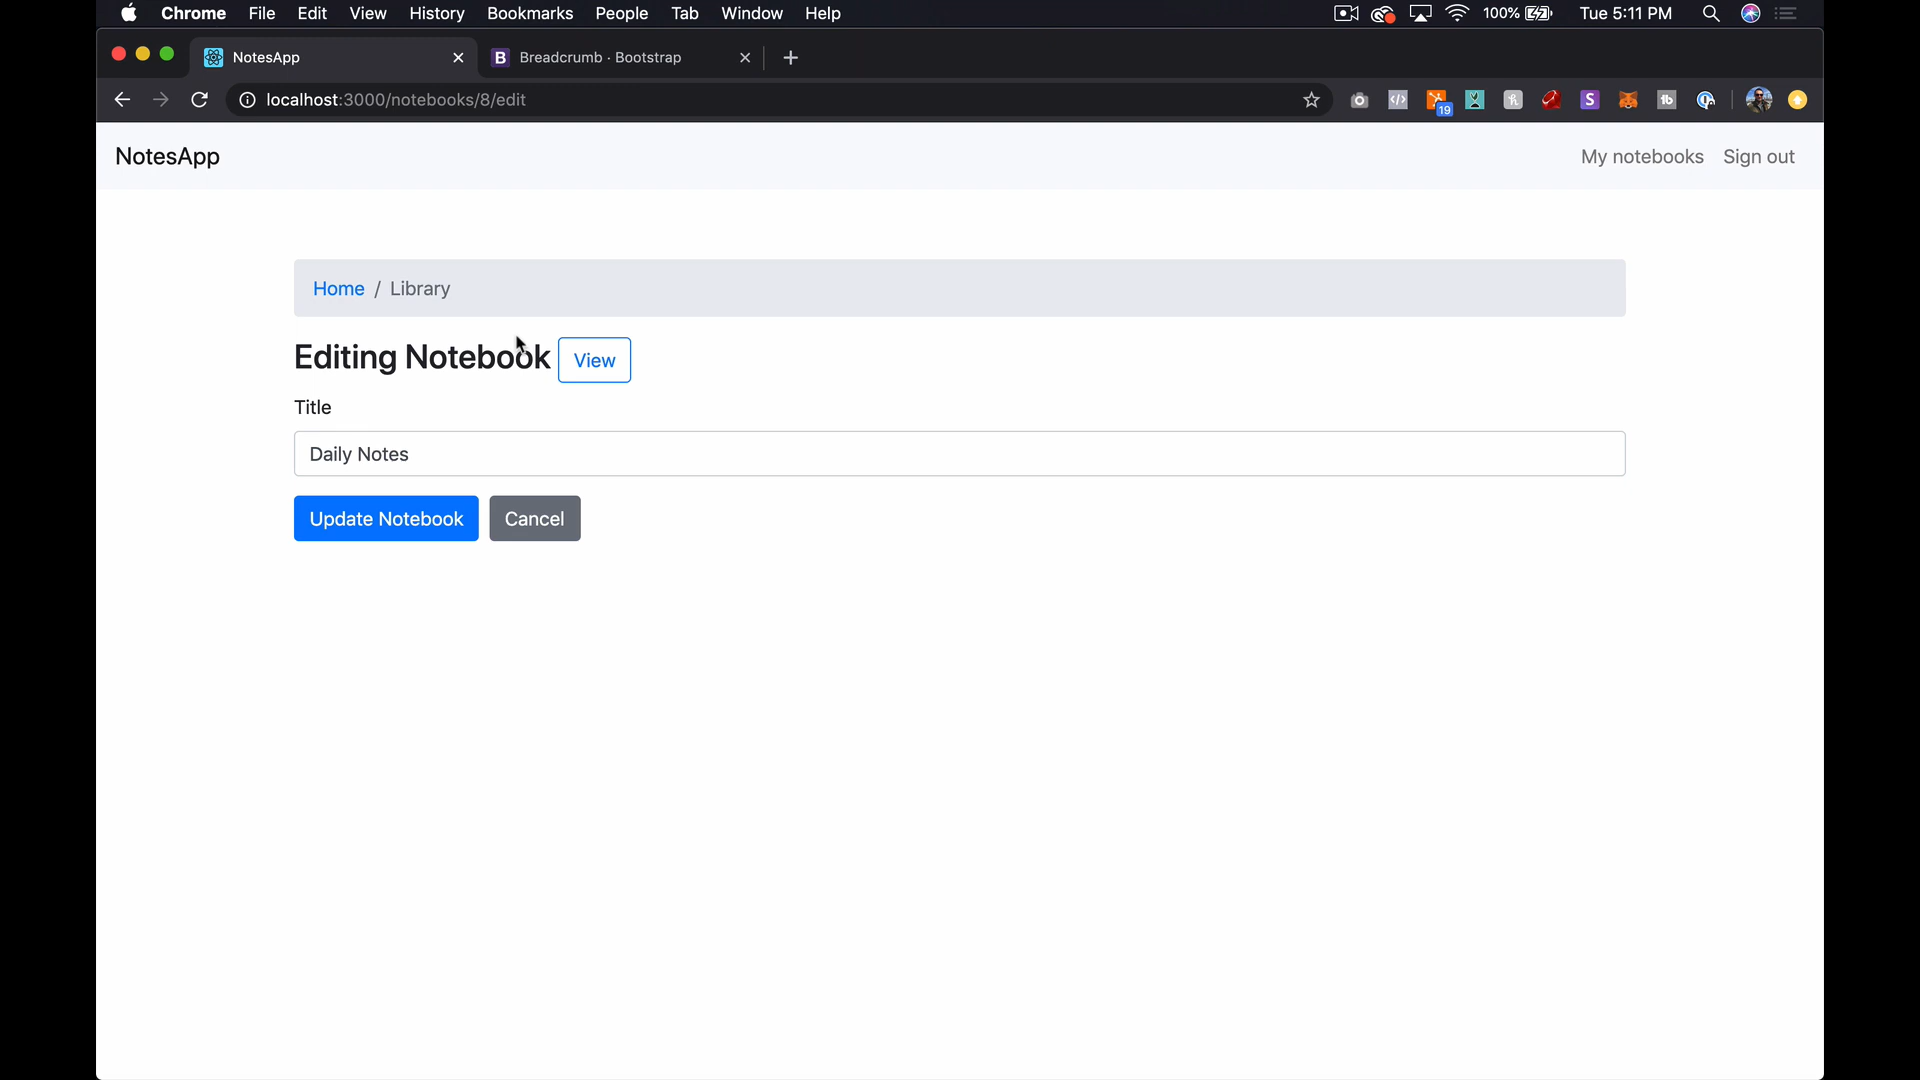 Chrome File Edit View History Bookmarks People Tab Window Help 100% Tue 5:11 PM
NotesApp Breadcrumb · Bootstrap
localhost:3000/notebooks/8/edit 19
NotesApp My notebooks Sign out
Home / Library
Editing Notebook View
Title
Daily Notes
Update Notebook Cancel